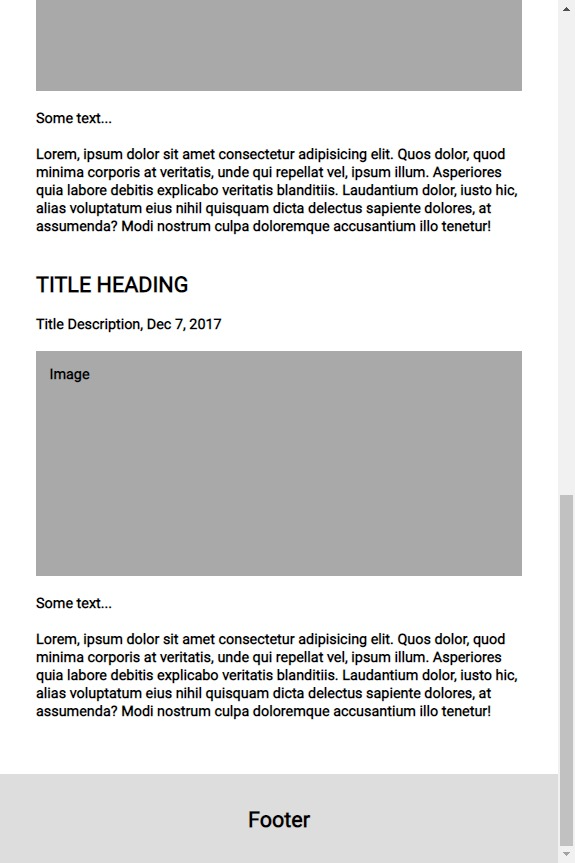 Some text...
Lorem, ipsum dolor sit amet consectetur adipisicing elit. Quos dolor, quod
minima corporis at veritatis, unde qui repellat vel, ipsum illum. Asperiores
quia labore debitis explicabo veritatis blanditiis. Laudantium dolor, iusto hic,
alias voluptatum eius nihil quisquam dicta delectus sapiente dolores, at
assumenda? Modi nostrum culpa doloremque accusantium illo tenetur!
TITLE HEADING
Title Description, Dec 7, 2017
Image
Some text...
Lorem, ipsum dolor sit amet consectetur adipisicing elit. Quos dolor, quod
minima corporis at veritatis, unde qui repellat vel, ipsum illum. Asperiores
quia labore debitis explicabo veritatis blanditiis. Laudantium dolor, iusto hic,
alias voluptatum eius nihil quisquam dicta delectus sapiente dolores, at
assumenda? Modi nostrum culpa doloremque accusantium illo tenetur!
Footer